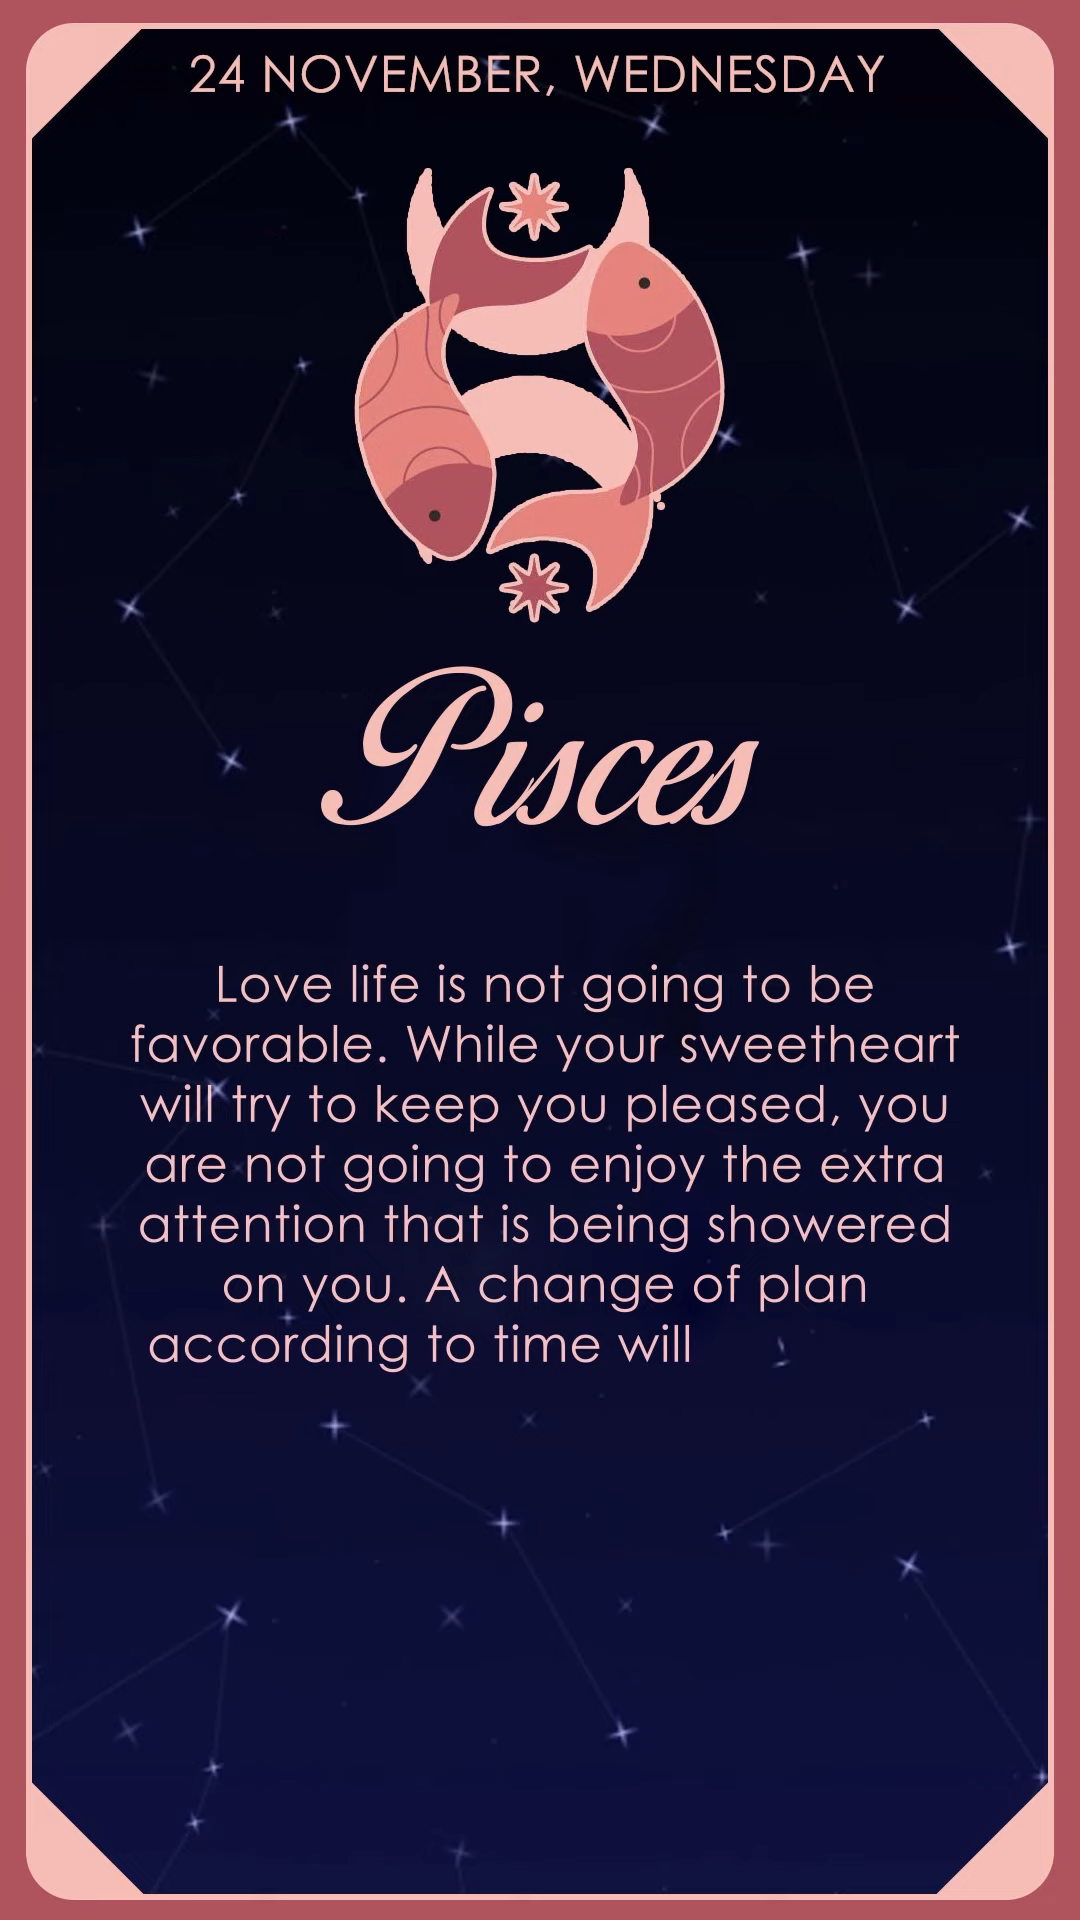 24 NOVEMBER, WEDNESDAY
Pisces
Love life is not going to be
favorable. While your sweetheart
will try to keep you pleased, you
are not going to enjoy the extra
attention that is being showered
on you. A change of plan
according to time will